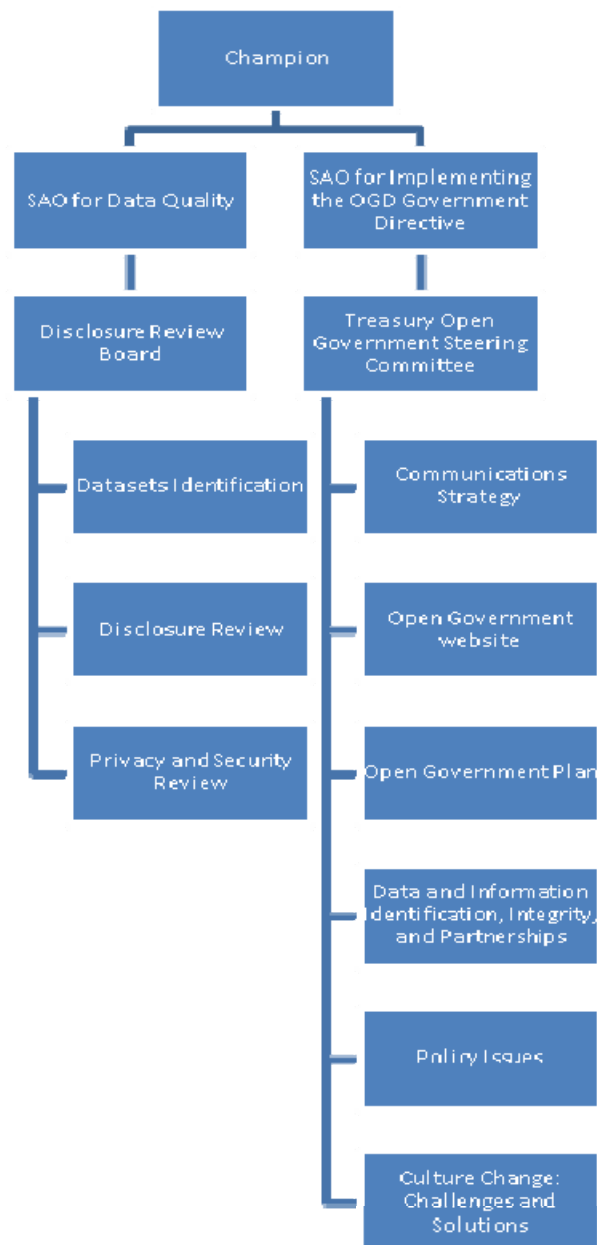 Champion
SAO for Data Quality
SAO for Implementing
the OGD Government
Directive
Disclosure Review
Board
Treasury Open
Government Steering
Committee
Datasets Identification
Disclosure Review
Privacy and Security
Review
Communications
Strategy
Open Government
website
Open Government Plan
Data and Information
Identification, Integrity,
and Partnerships
Policy Issues
Culture Change:
Challenges and
Solutions